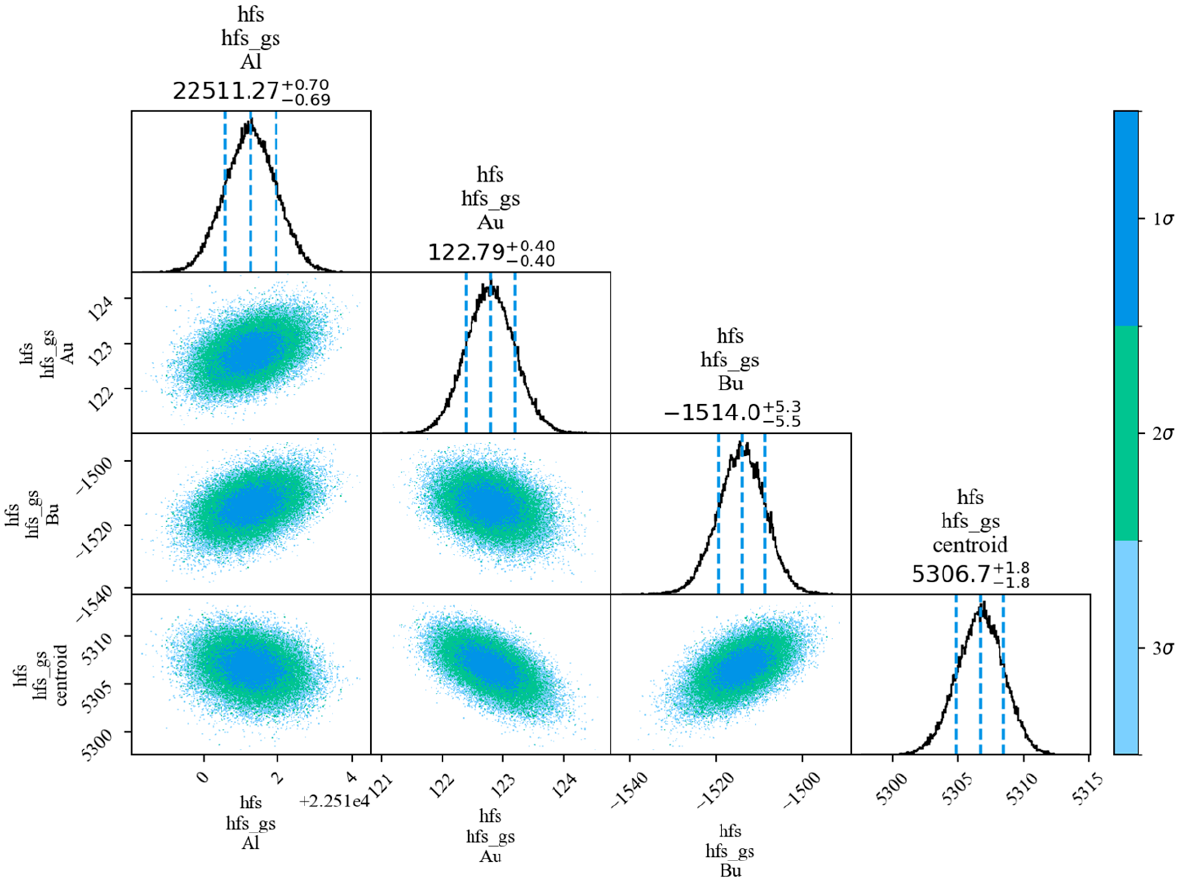 hfs
hfs_gs
Al
22511.27+0.70
−0.69
hfs
hfs_gs
Au
122.79+0.40
−0.40
hfs
hfs_gs
Bu
−1514.0+5.3
−5.5
hfs
hfs_gs
centroid
5306.7+1.8
−1.8
1σ
2σ
3σ
hfs
hfs_gs
Au
124
123
122
hfs
hfs_gs
Bu
−1500
−1520
−1540
hfs
hfs_gs
centroid
5310
5305
5300
0 2 4
+2.251e4
hfs
hfs_gs
Al
121 122 123 124
hfs
hfs_gs
Au
−1540 −1520 −1500
hfs
hfs_gs
Bu
5300 5305 5310 5315